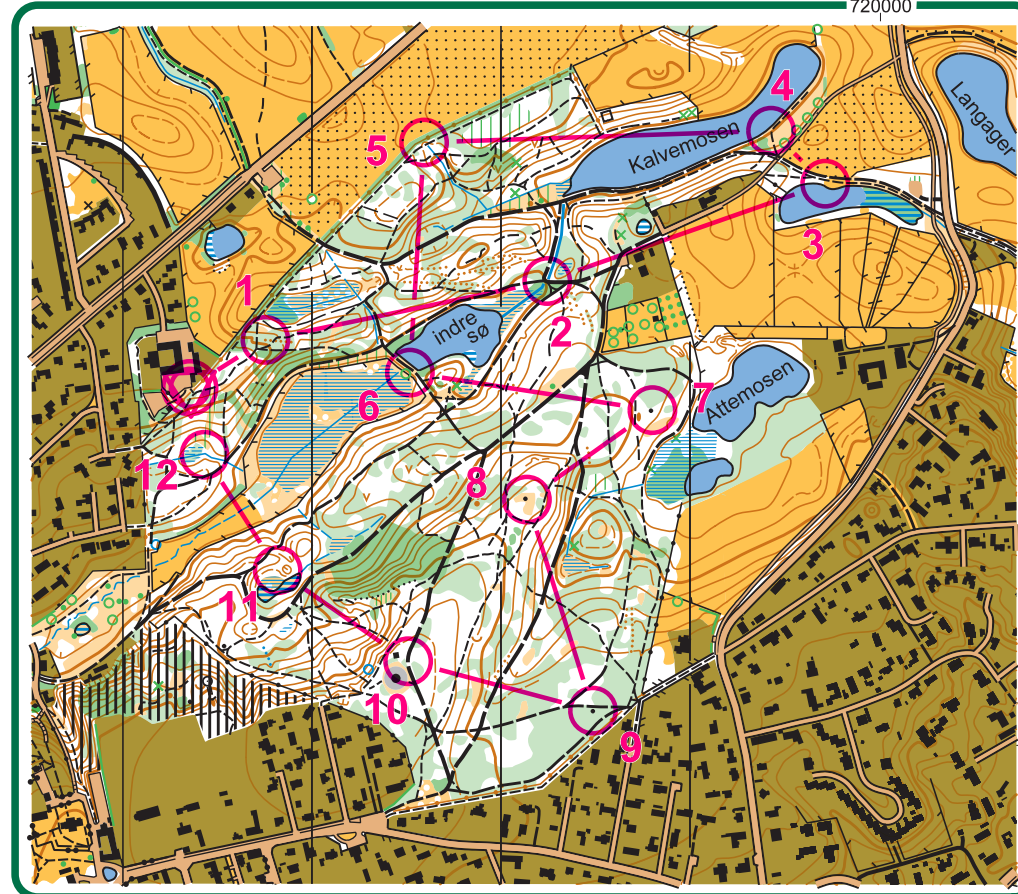 720000
4
Langager
Kalvemosen
5
3
1
indre
sø
2
6
7
Attemosen
8
12
11
10
9